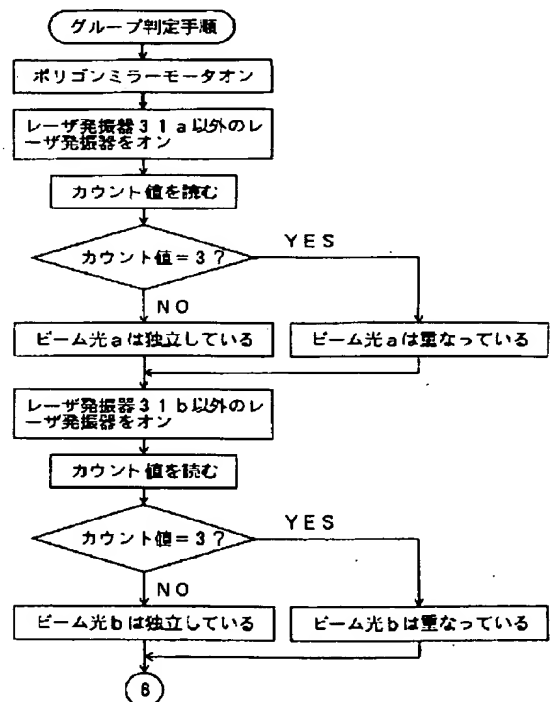 グループ判定手順
ポリゴンミラーモータオン
レーザ発振器31a以外のレ
ーザ発振器をオン
カウント値を読む
カウント値=3?
YES
NO
ビーム光aは独立している
ビーム光aは重なっている
レーザ発振器31b以外のレ
ーザ発振器をオン
カウント値を読む
カウント値=3?
YES
NO
ビーム光bは独立している
ビーム光bは重なっている
8